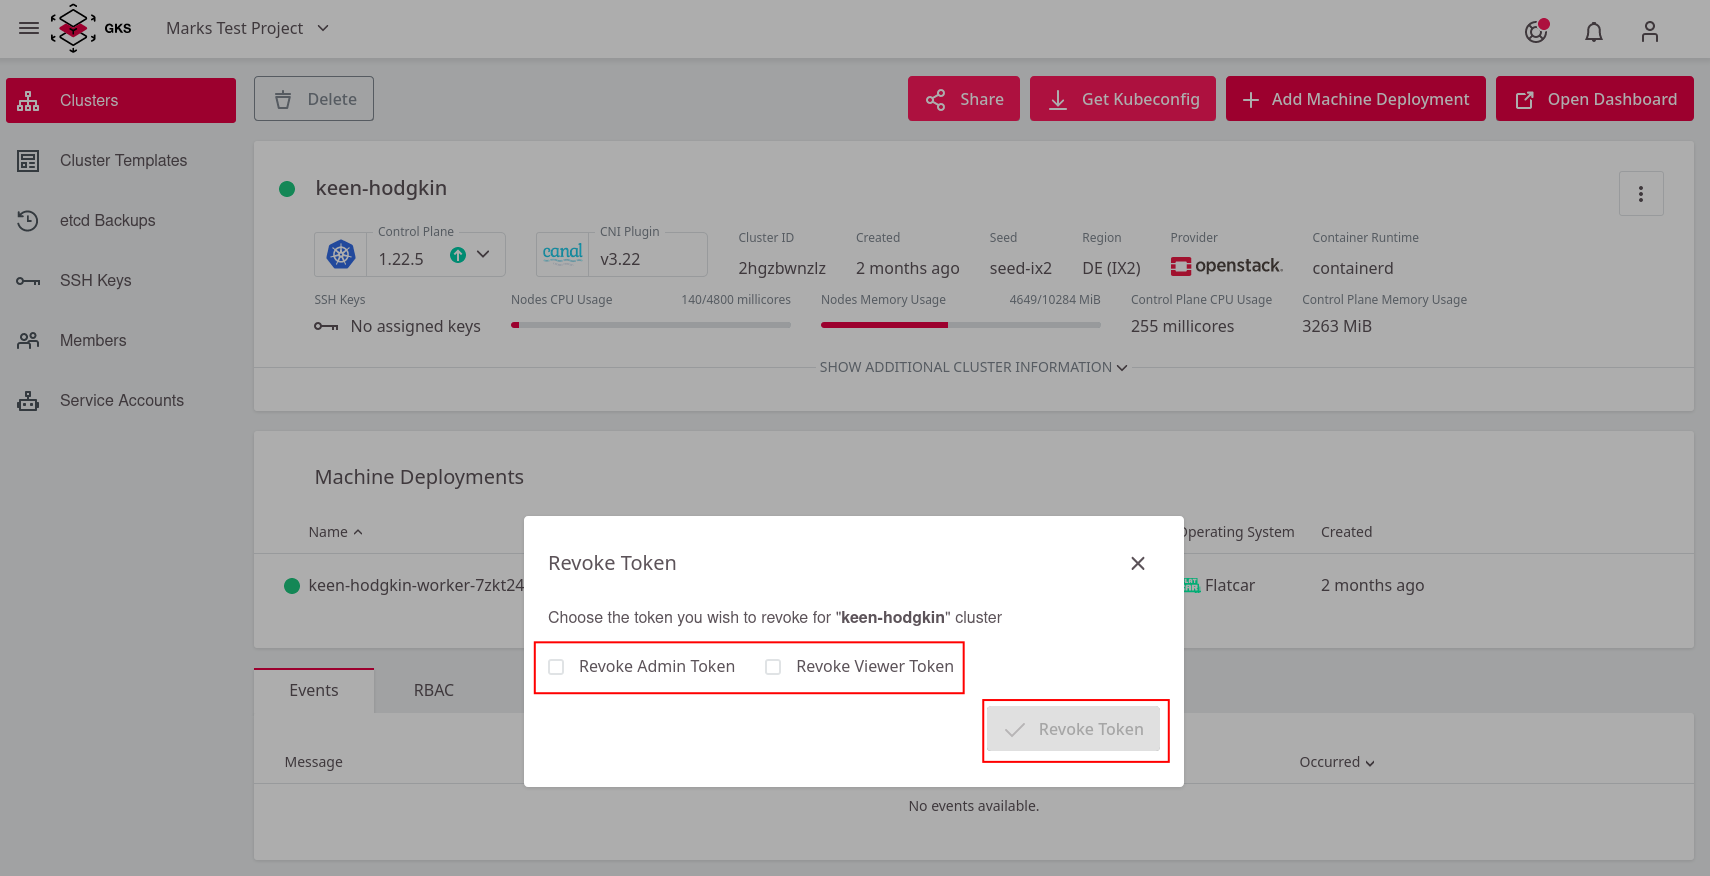 GKS
Marks Test Project
Clusters
Cluster Templates
etcd Backups
SSH Keys
Members
Service Accounts
Delete
Share
Get Kubeconfig
Add Machine Deployment
Open Dashboard
keen-hodgkin
Control Plane
1.22.5
canal
CNI Plugin
v3.22
Cluster ID
2hgzbwnzlz
Created
2 months ago
Seed
seed-ix2
Region
DE (IX2)
Provider
openstack.
Container Runtime
containerd
SSH Keys
No assigned keys
Nodes CPU Usage
140/4800 millicores
Nodes Memory Usage
4649/10284 MiB
Control Plane CPU Usage
255 millicores
Control Plane Memory Usage
3263 MiB
SHOW ADDITIONAL CLUSTER INFORMATION
Machine Deployments
Name
Operating System
Created
keen-hodgkin-worker-7zkt24
Flatcar
2 months ago
Revoke Token
Choose the token you wish to revoke for "keen-hodgkin" cluster
Revoke Admin Token
Revoke Viewer Token
Revoke Token
Events
RBAC
Message
Occurred
No events available.